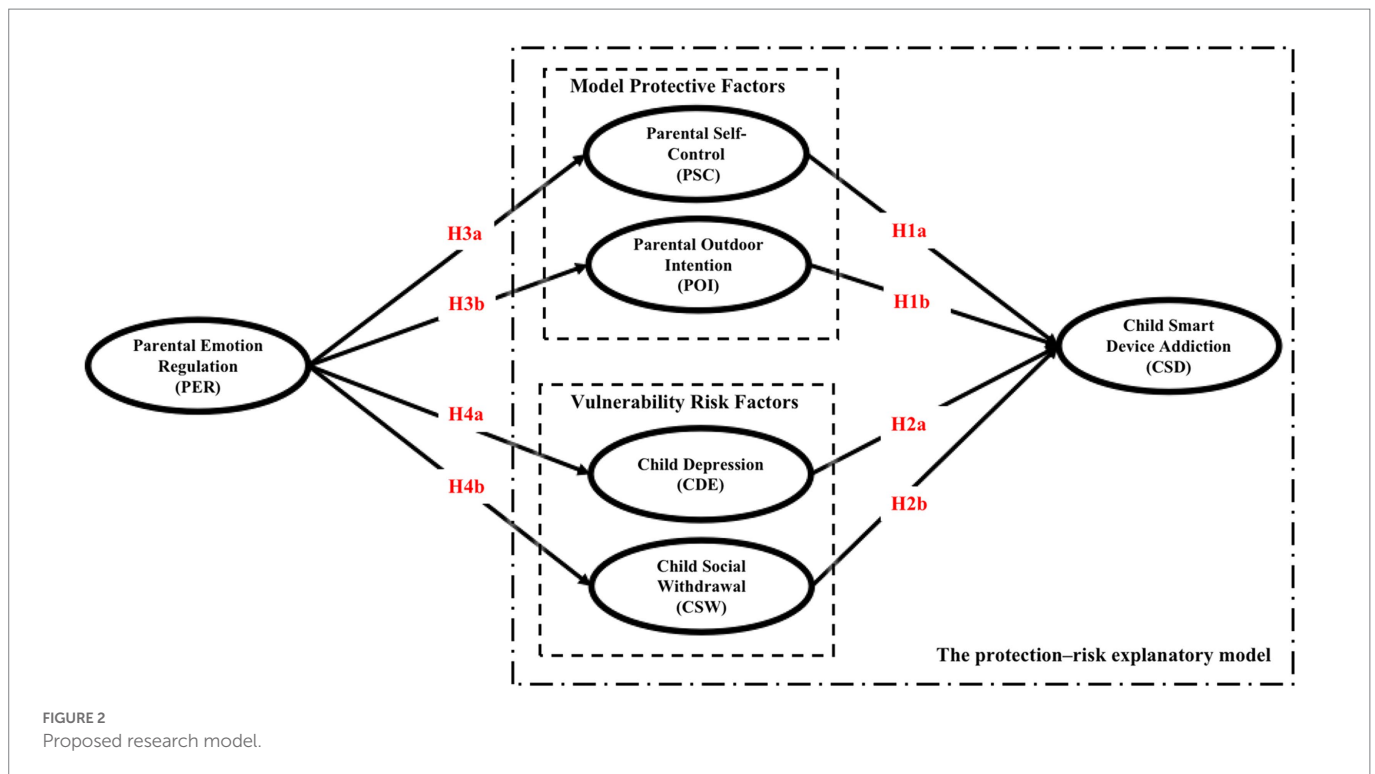 Model Protective Factors
Parental Self-
Control
(PSC)
Parental Outdoor
Intention
(POI)
H3a
H3b
H1a
H1b
Parental Emotion
Regulation
(PER)
Child Smart
Device Addiction
(CSD)
Vulnerability Risk Factors
H4a
H4b
H2a
H2b
Child Depression
(CDE)
Child Social
Withdrawal
(CSW)
The protection–risk explanatory model
FIGURE 2
Proposed research model.